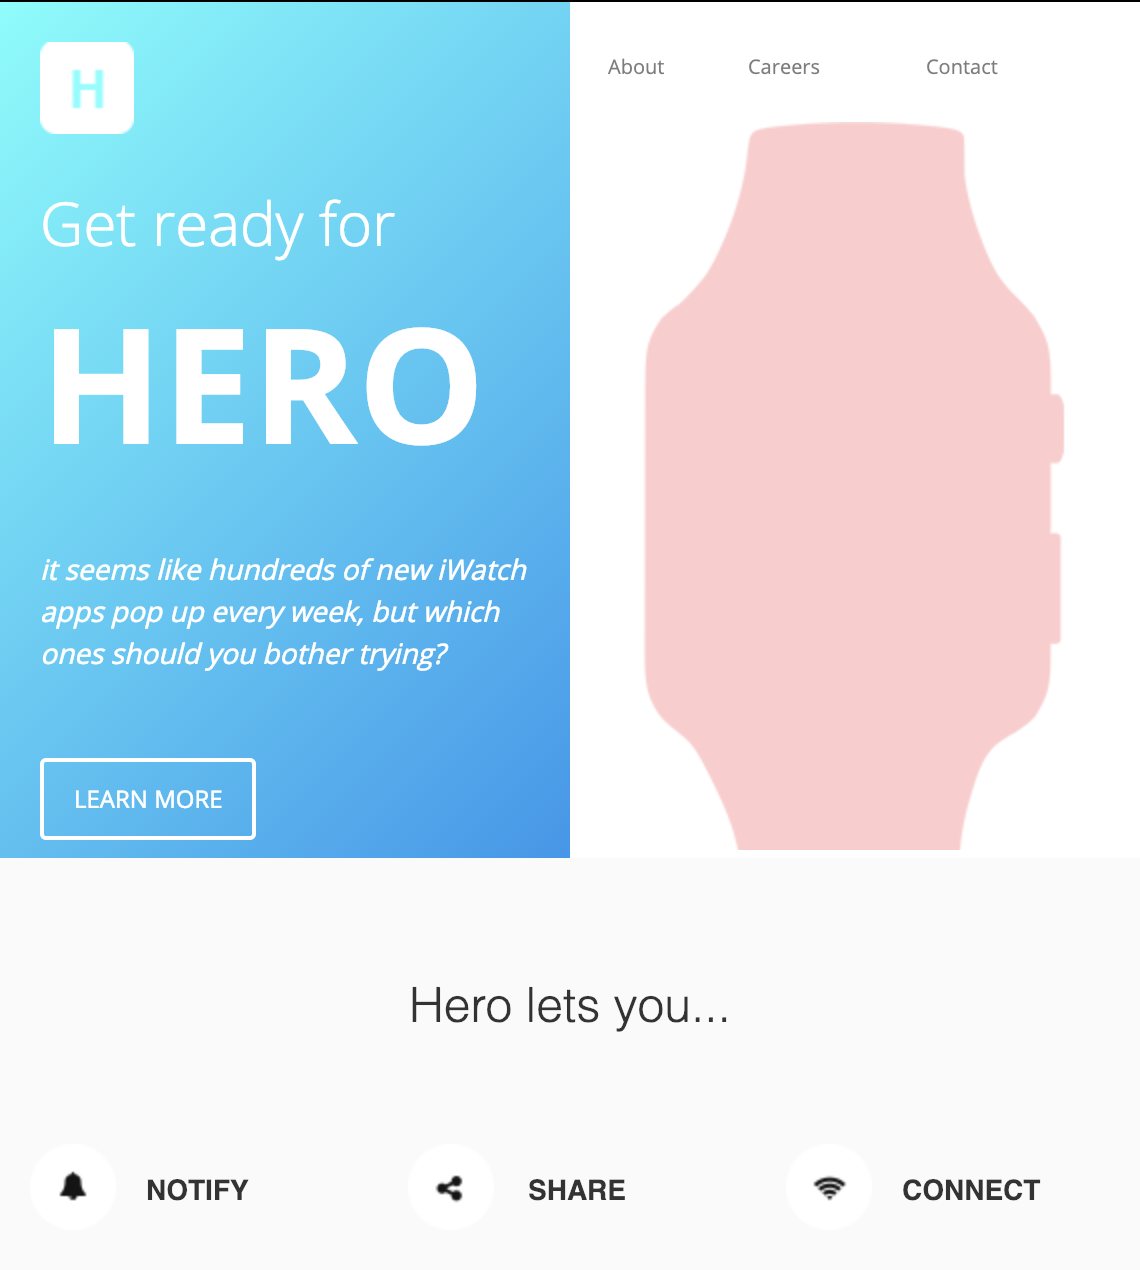 H
About Careers Contact
Get ready for
HERO
it seems like hundreds of new iWatch
apps pop up every week, but which
ones should you bother trying?
LEARN MORE
Hero lets you...
NOTIFY SHARE CONNECT